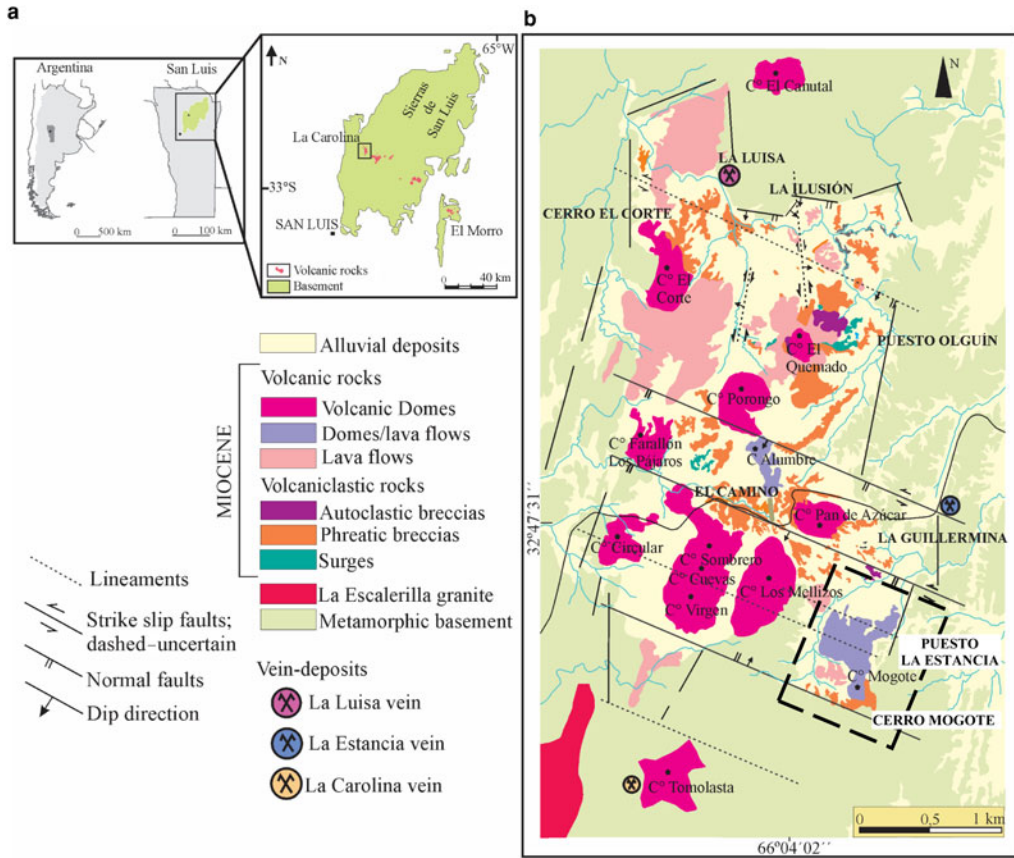 a
Argentina
San Luis
0 500 km
0 100 km
65°W
N
Sierras
de
San Luis
La Carolina
33°S
SAN LUIS
El Morro
Volcanic rocks
Basement
0 40 km
Alluvial deposits
MIOCENE
Volcanic rocks
Volcanic Domes
Domes/lava flows
Lava flows
Volcaniclastic rocks
Autoclastic breccias
Phreatic breccias
Surges
La Escalerilla granite
Metamorphic basement
Lineaments
Strike slip faults;
dashed-uncertain
Normal faults
Dip direction
Vein-deposits
La Luisa vein
La Estancia vein
La Carolina vein
b
N
C° El Canutal
LA LUISA
LA ILUSIÓN
CERRO EL CORTE
C° El
Corte
PUESTO OLGUÍN
C° El
Quemado
C° Porongo
C° Farallón
Los Pájaros
C Alumbre
EL CAMINO
C° Pan de Azúcar
LA GUILLERMINA
C° Circular
C° Sombrero
C° Cuevas
C° Los Mellizos
C° Virgen
PUESTO
LA ESTANCIA
C° Mogote
CERRO MOGOTE
C° Tomolasta
0 0,5 1 km
32°47´31´´
66°04´02´´